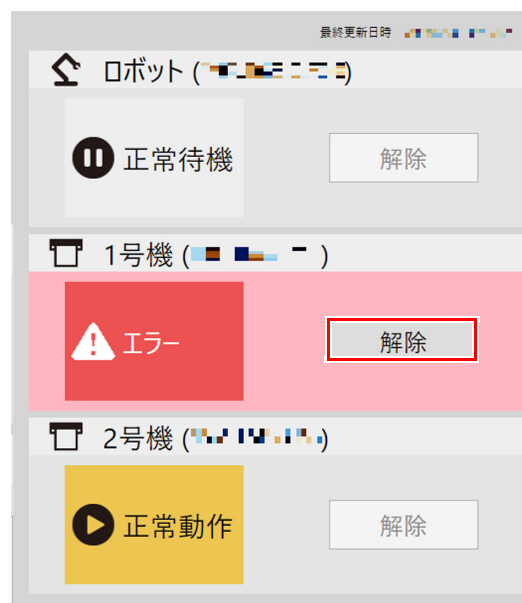 最終更新日時
ロボット ( )
正常待機
解除
1号機 ( )
エラー
解除
2号機 ( )
正常動作
解除